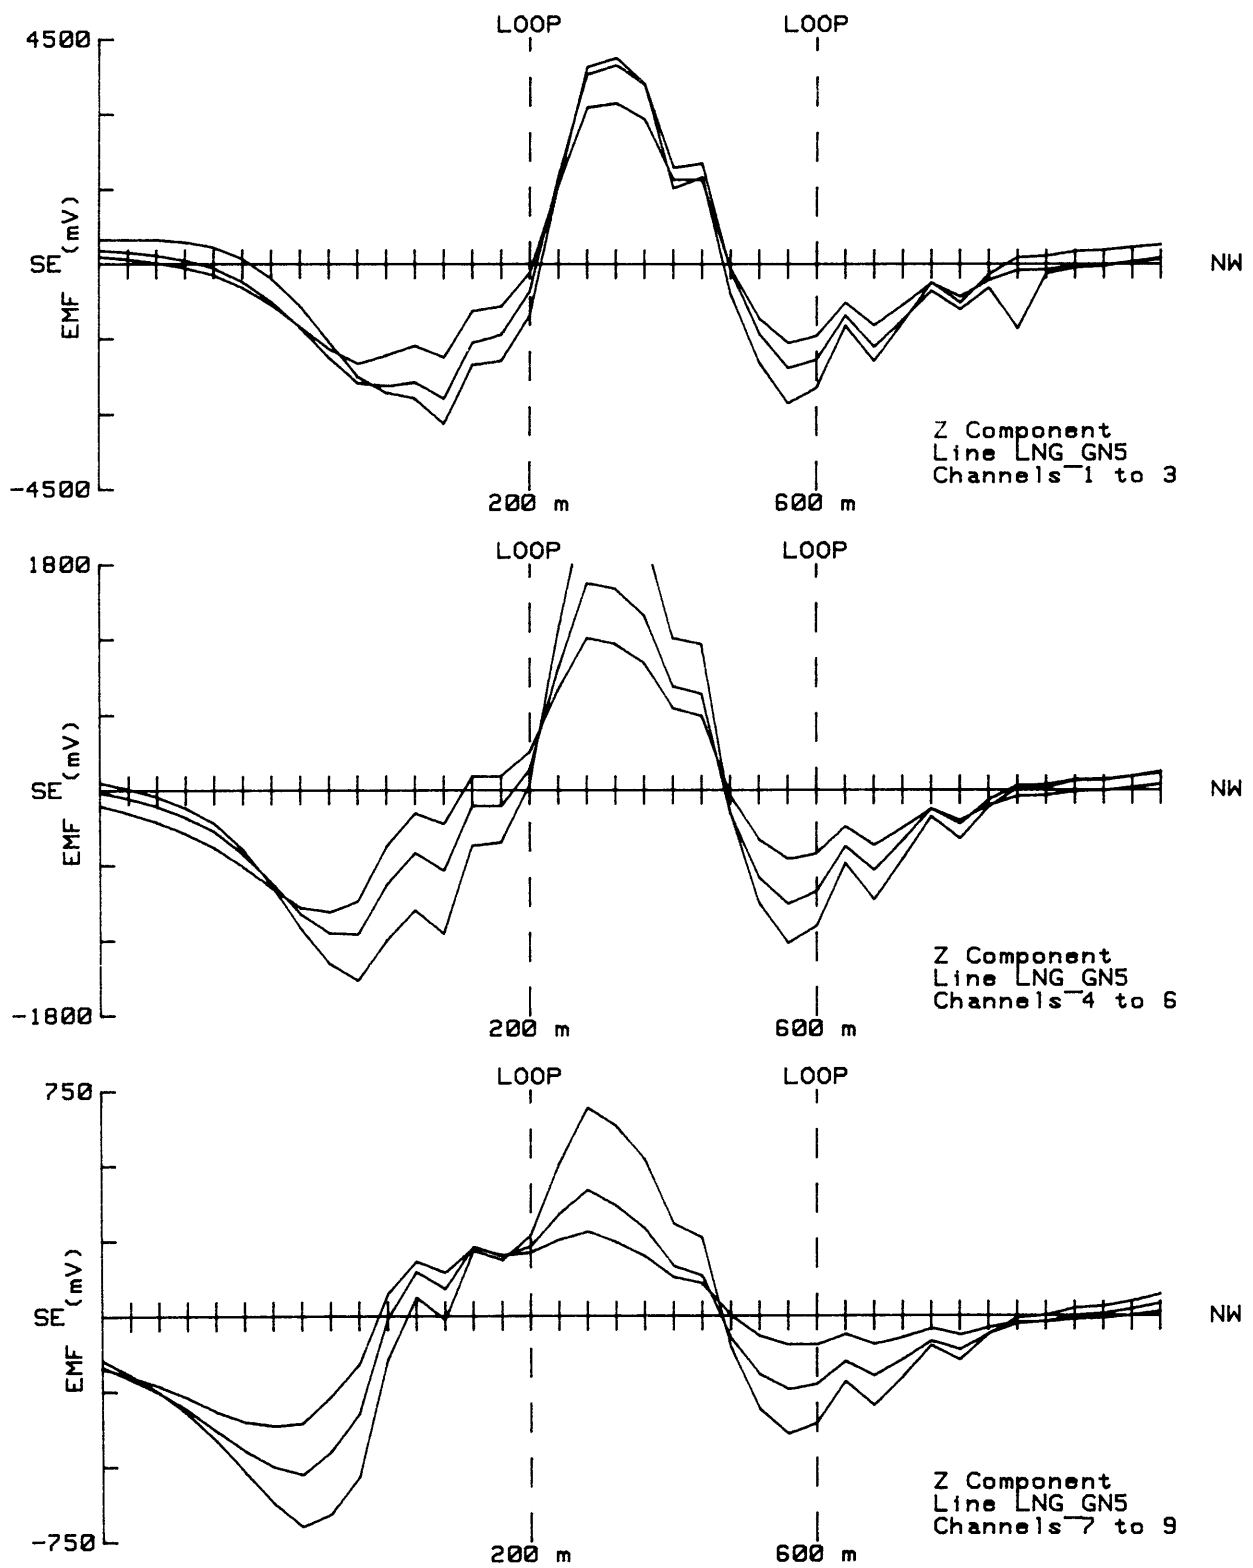 LOOP LOOP
4500
EMF (mV)
SE NW
Z Component
Line LNG_GN5
Channels 1 to 3
-4500
200 m 600 m
LOOP LOOP
1800
EMF (mV)
SE NW
Z Component
Line LNG_GN5
Channels 4 to 6
-1800
200 m 600 m
LOOP LOOP
750
EMF (mV)
SE NW
Z Component
Line LNG_GN5
Channels 7 to 9
-750
200 m 600 m